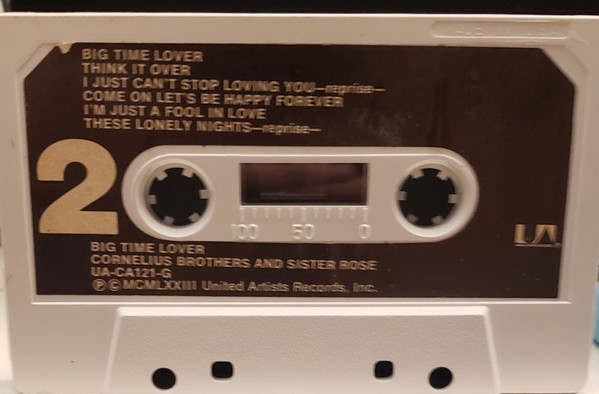 BIG TIME LOVER
THINK IT OVER
I JUST CAN'T STOP LOVING YOU—reprise—
COME ON LET'S BE HAPPY FOREVER
I'M JUST A FOOL IN LOVE
THESE LONELY NIGHTS—reprise—
2
100 50 0
UA
BIG TIME LOVER
CORNELIUS BROTHERS AND SISTER ROSE
UA-CA121-G
Ⓟ©MCMLXXIII United Artists Records, Inc.